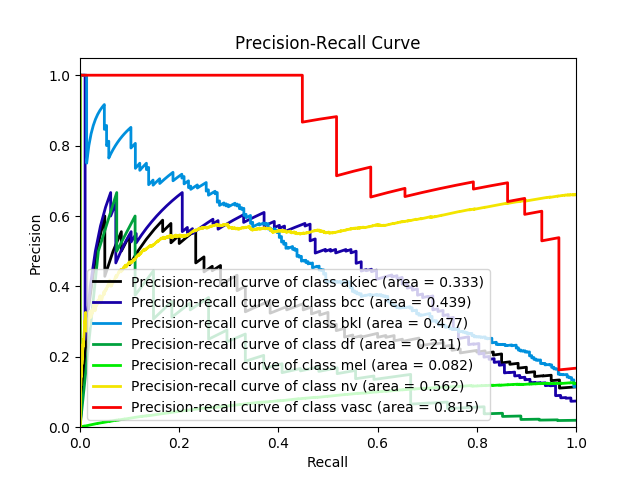 Precision-Recall Curve
1.0
0.8
0.6
0.4
0.2
0.0
Precision
Precision-recall curve of class akiec (area = 0.333)
Precision-recall curve of class bcc (area = 0.439)
Precision-recall curve of class bkl (area = 0.477)
Precision-recall curve of class df (area = 0.211)
Precision-recall curve of class mel (area = 0.082)
Precision-recall curve of class nv (area = 0.562)
Precision-recall curve of class vasc (area = 0.815)
0.0 0.2 0.4 0.6 0.8 1.0
Recall